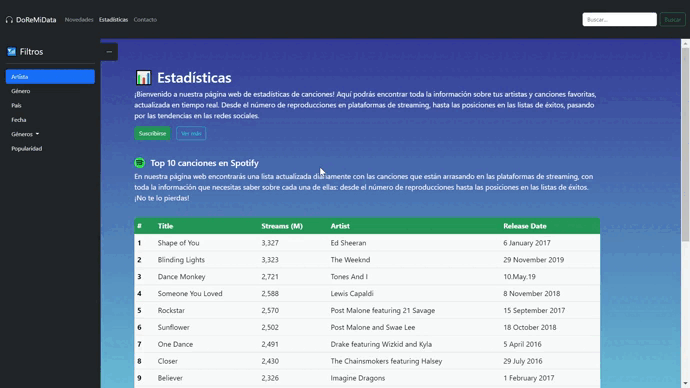 DoReMiData Novedades Estadísticas Contacto Buscar... Buscar
Filtros
Artista
Género
País
Fecha
Géneros
Popularidad
...
Estadísticas
¡Bienvenido a nuestra página web de estadísticas de canciones! Aquí podrás encontrar toda la información sobre tus artistas y canciones favoritas,
actualizada en tiempo real. Desde el número de reproducciones en plataformas de streaming, hasta las posiciones en las listas de éxitos, pasando
por las tendencias en las redes sociales.
Suscribirse Ver más
Top 10 canciones en Spotify
En nuestra página web encontrarás una lista actualizada diariamente con las canciones que están arrasando en las plataformas de streaming, con
toda la información que necesitas saber sobre cada una de ellas: desde el número de reproducciones hasta las posiciones en las listas de éxitos.
¡No te lo pierdas!
# Title Streams (M) Artist Release Date
1 Shape of You 3,327 Ed Sheeran 6 January 2017
2 Blinding Lights 3,323 The Weeknd 29 November 2019
3 Dance Monkey 2,721 Tones And I 10.May.19
4 Someone You Loved 2,588 Lewis Capaldi 8 November 2018
5 Rockstar 2,570 Post Malone featuring 21 Savage 15 September 2017
6 Sunflower 2,502 Post Malone and Swae Lee 18 October 2018
7 One Dance 2,491 Drake featuring Wizkid and Kyla 5 April 2016
8 Closer 2,430 The Chainsmokers featuring Halsey 29 July 2016
9 Believer 2,326 Imagine Dragons 1 February 2017